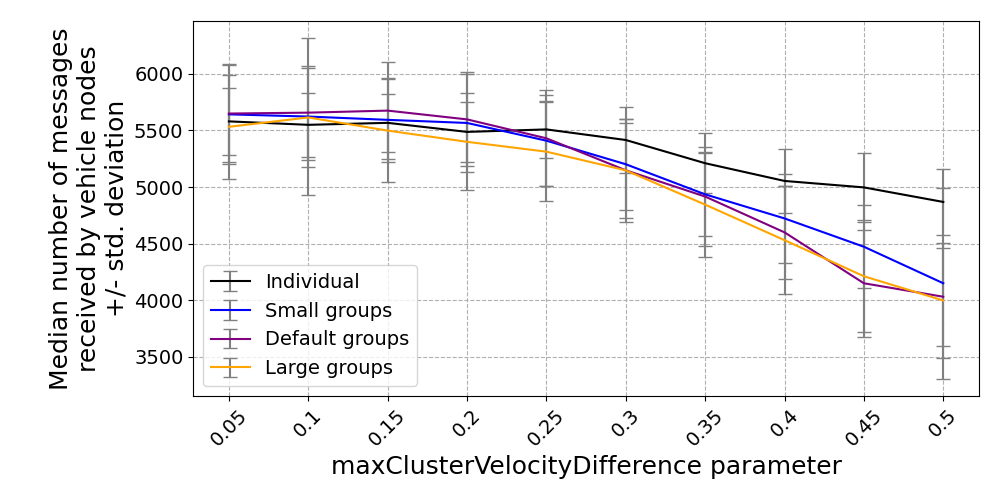 Median number of messages
received by vehicle nodes
+/- std. deviation
6000
5500
5000
4500
4000
3500
Individual
Small groups
Default groups
Large groups
0.05 0.1 0.15 0.2 0.25 0.3 0.35 0.4 0.45 0.5
maxClusterVelocityDifference parameter